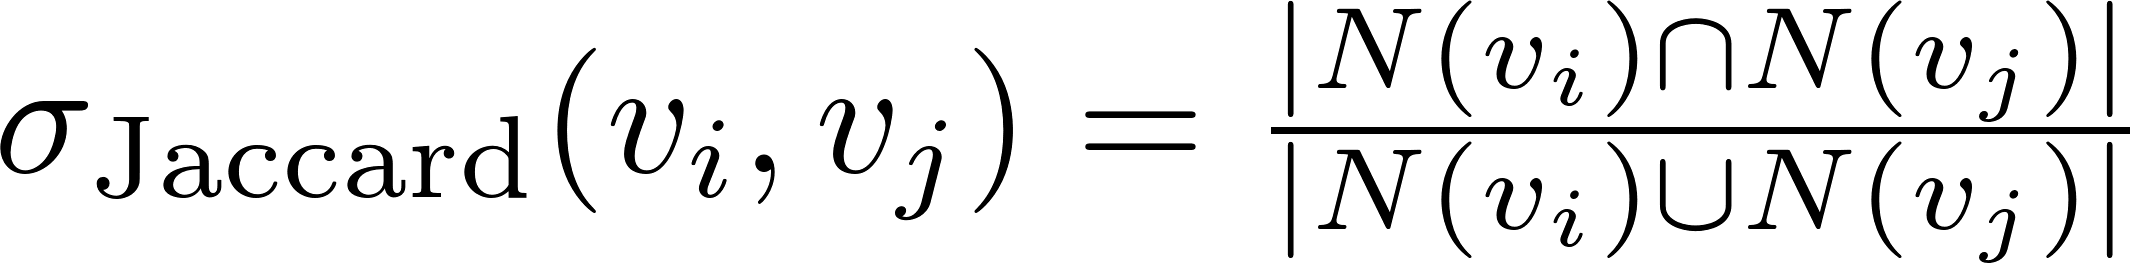 σ_Jaccard(v_i, v_j) = |N(v_i)∩N(v_j)| / |N(v_i)∪N(v_j)|